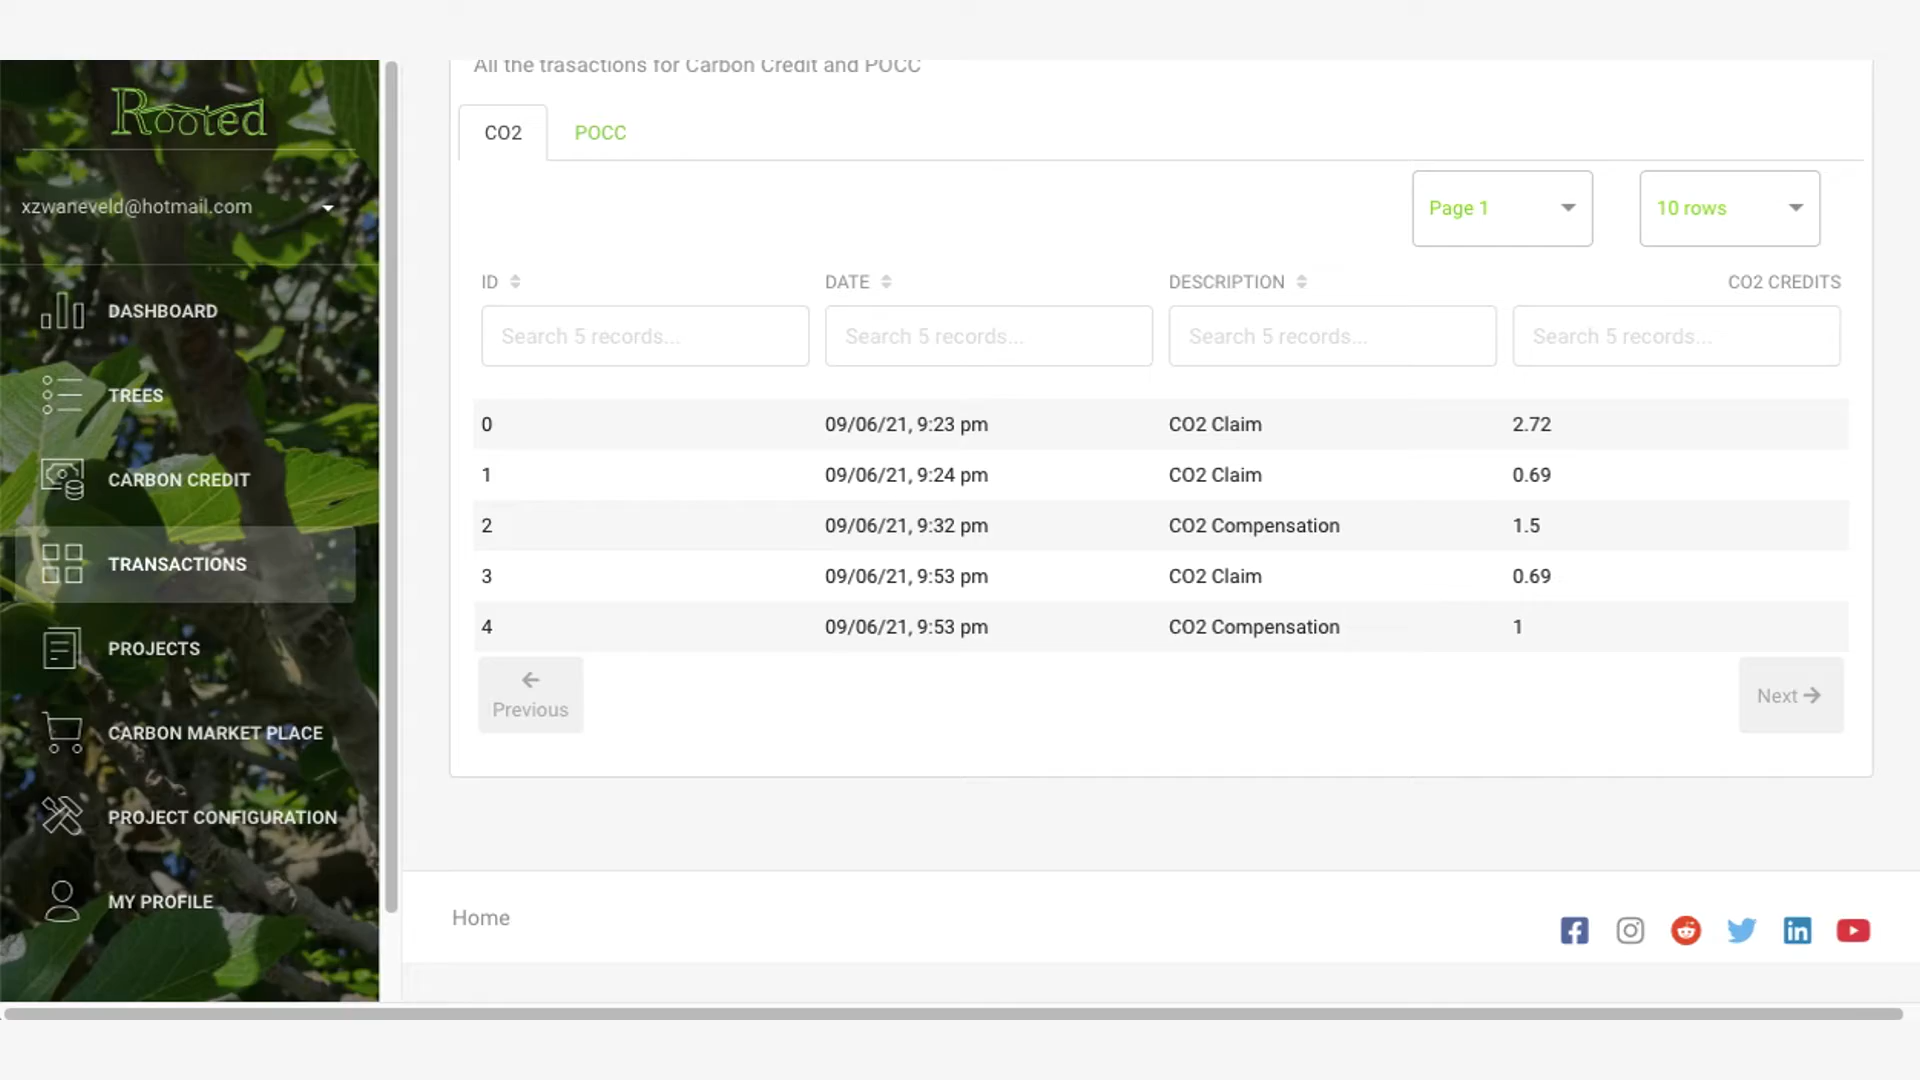 All the trasactions for Carbon Credit and POCC
Rooted
CO2 POCC
xzwaneveld@hotmail.com
Page 1 10 rows
ID DATE DESCRIPTION CO2 CREDITS
Search 5 records... Search 5 records... Search 5 records... Search 5 records...
DASHBOARD
TREES
CARBON CREDIT
TRANSACTIONS
PROJECTS
CARBON MARKET PLACE
PROJECT CONFIGURATION
MY PROFILE
0 09/06/21, 9:23 pm CO2 Claim 2.72
1 09/06/21, 9:24 pm CO2 Claim 0.69
2 09/06/21, 9:32 pm CO2 Compensation 1.5
3 09/06/21, 9:53 pm CO2 Claim 0.69
4 09/06/21, 9:53 pm CO2 Compensation 1
Previous Next
Home